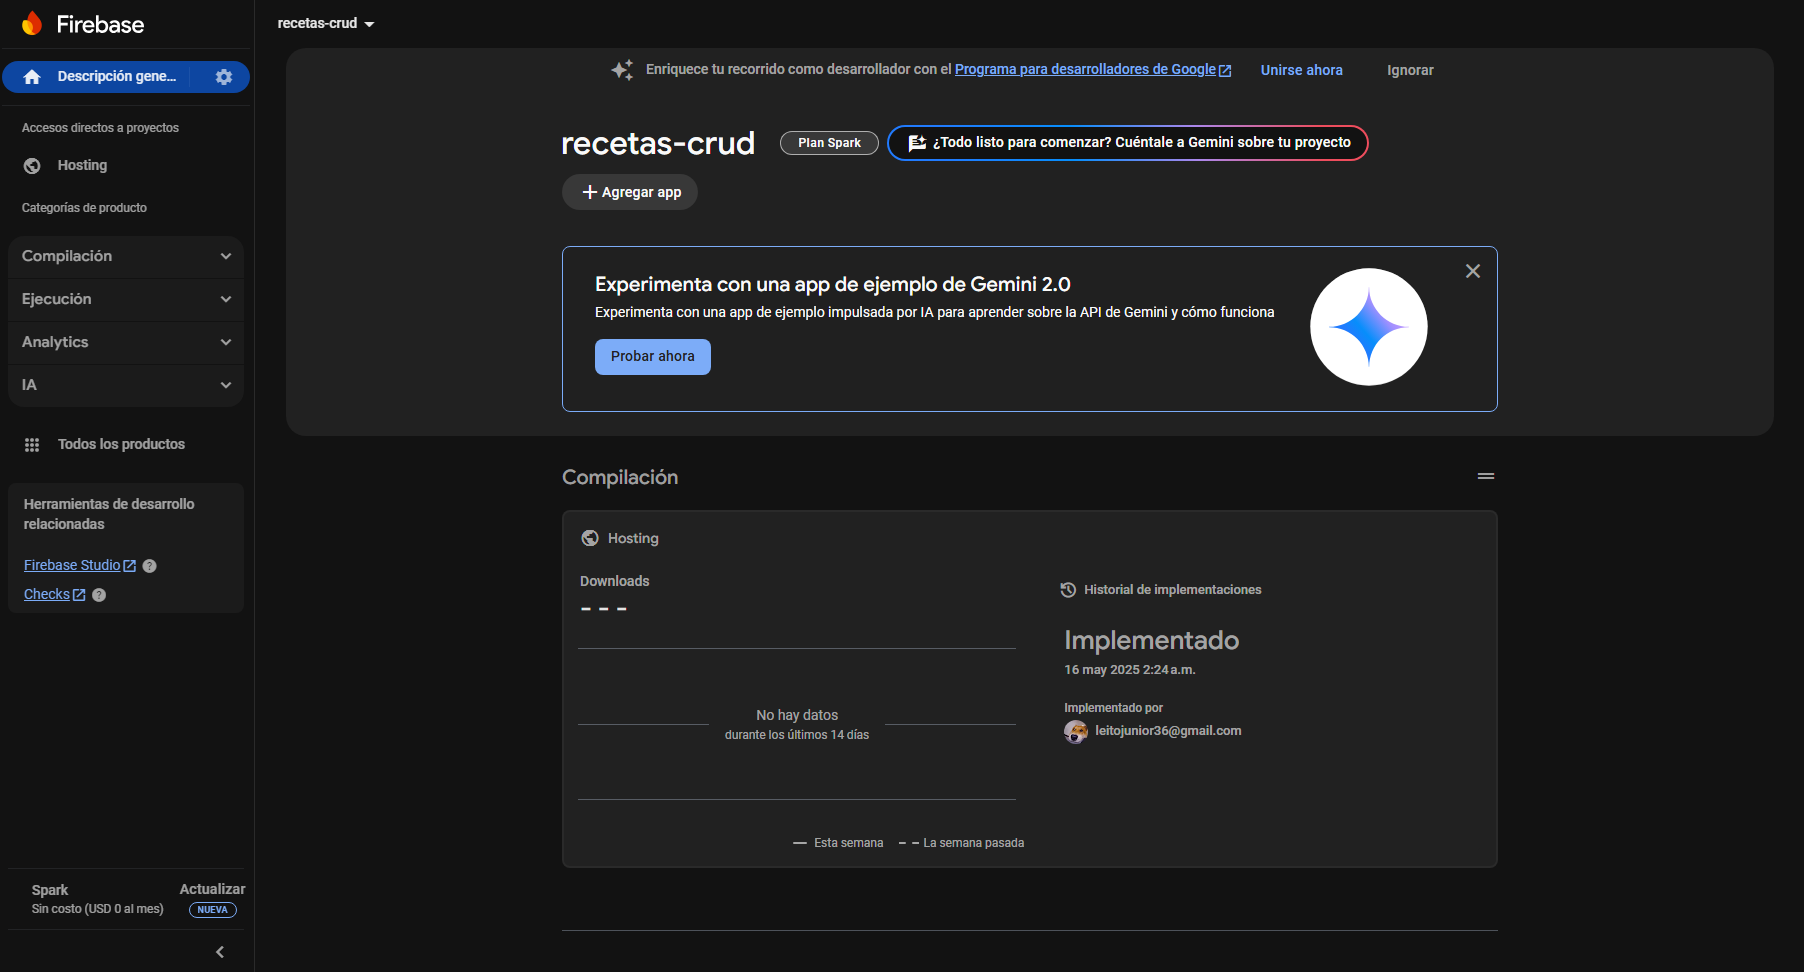 Firebase
recetas-crud
Descripción gene...
Accesos directos a proyectos
Hosting
Categorías de producto
Compilación
Ejecución
Analytics
IA
Todos los productos
Herramientas de desarrollo
relacionadas
Firebase Studio
Checks
Spark
Sin costo (USD 0 al mes)
Actualizar
NUEVA
Enriquece tu recorrido como desarrollador con el Programa para desarrolladores de Google Unirse ahora Ignorar
recetas-crud
Plan Spark
¿Todo listo para comenzar? Cuéntale a Gemini sobre tu proyecto
Agregar app
Experimenta con una app de ejemplo de Gemini 2.0
Experimenta con una app de ejemplo impulsada por IA para aprender sobre la API de Gemini y cómo funciona
Probar ahora
Compilación
Hosting
Downloads
- - -
No hay datos
durante los últimos 14 días
Esta semana
La semana pasada
Historial de implementaciones
Implementado
16 may 2025 2:24 a.m.
Implementado por
leitojunior36@gmail.com